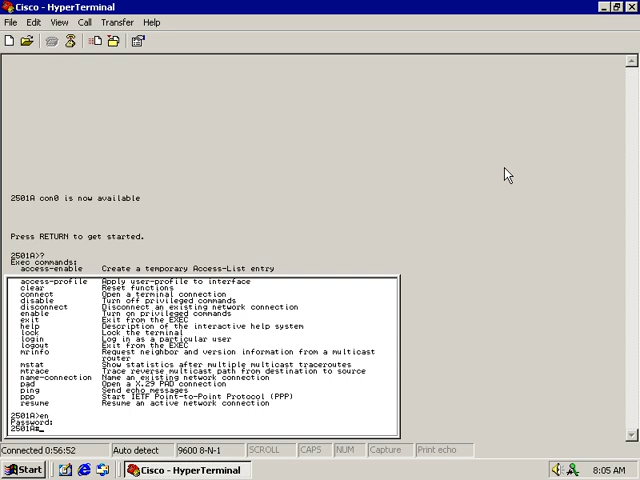 Cisco - HyperTerminal
File Edit View Call Transfer Help
2501A con0 is now available
Press RETURN to get started.
2501A>?
Exec commands:
access-enable Create a temporary Access-List entry
access-profile Apply user-profile to interface
clear Reset functions
connect Open a terminal connection
disable Turn off privileged commands
disconnect Disconnect an existing network connection
enable Turn on privileged commands
exit Exit from the EXEC
help Description of the interactive help system
lock Lock the terminal
login Log in as a particular user
logout Exit from the EXEC
mrinfo Request neighbor and version information from a multicast
router
mstat Show statistics after multiple multicast traceroutes
mtrace Trace reverse multicast path from destination to source
name-connection Name an existing network connection
pad Open a X.29 PAD connection
ping Send echo messages
ppp Start IETF Point-to-Point Protocol (PPP)
resume Resume an active network connection
2501A>en
Password:
2501A#_
Connected 0:56:52 Auto detect 9600 8-N-1 SCROLL CAPS NUM Capture Print echo
Start Cisco - HyperTerminal 8:05 AM